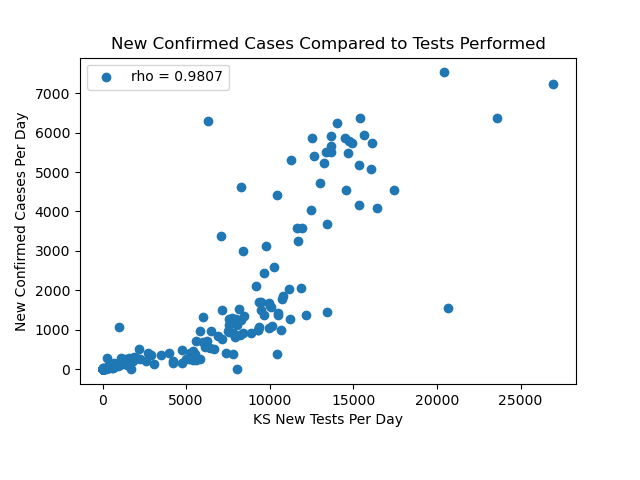 New Confirmed Cases Compared to Tests Performed
rho = 0.9807
New Confirmed Caeses Per Day
7000
6000
5000
4000
3000
2000
1000
0
0 5000 10000 15000 20000 25000
KS New Tests Per Day